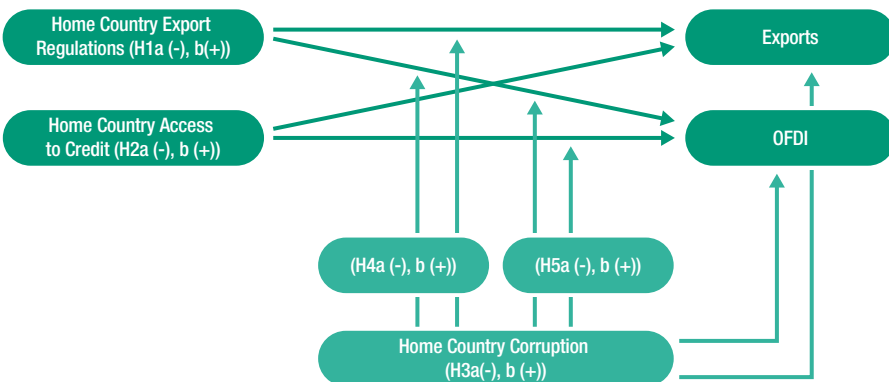 Home Country Export
Regulations (H1a (-), b(+))
Exports
Home Country Access
to Credit (H2a (-), b (+))
OFDI
(H4a (-), b (+))
(H5a (-), b (+))
Home Country Corruption
(H3a(-), b (+))